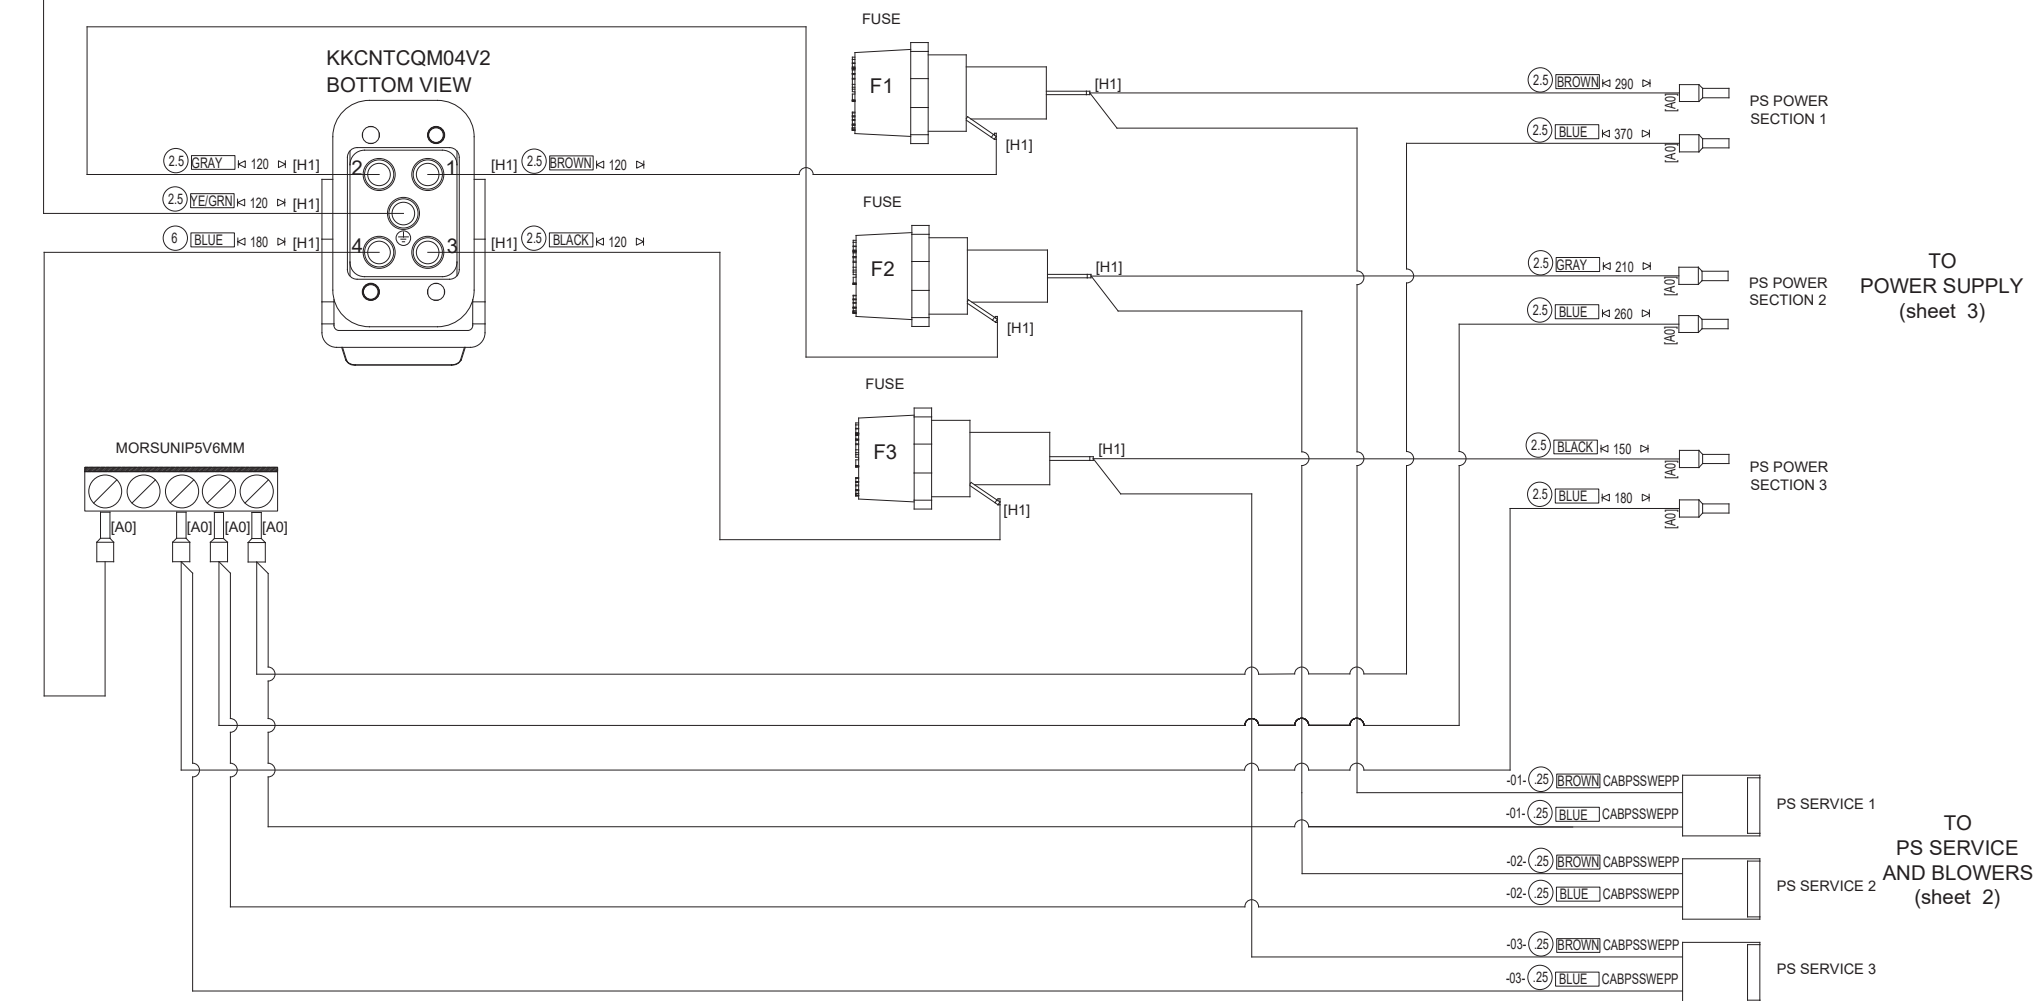 FUSE
F1
[H1]
[H1]
KKCNTCQM04V2
BOTTOM VIEW
2.5 GRAY 120 [H1]
2 1
[H1] 2.5 BROWN 120
2.5 YE/GRN 120 [H1]
6 BLUE 180 [H1]
4 3
[H1] 2.5 BLACK 120
2.5 BROWN 290
[A0]
2.5 BLUE 370
[A0]
PS POWER
SECTION 1
FUSE
F2
[H1]
[H1]
2.5 GRAY 210
[A0]
2.5 BLUE 260
[A0]
PS POWER
SECTION 2
TO
POWER SUPPLY
(sheet 3)
FUSE
F3
[H1]
[H1]
2.5 BLACK 150
[A0]
2.5 BLUE 180
[A0]
PS POWER
SECTION 3
MORSUNIP5V6MM
[A0] [A0] [A0] [A0]
-01- .25 BROWN CABPSSWEPP
-01- .25 BLUE CABPSSWEPP
PS SERVICE 1
-02- .25 BROWN CABPSSWEPP
-02- .25 BLUE CABPSSWEPP
PS SERVICE 2
-03- .25 BROWN CABPSSWEPP
-03- .25 BLUE CABPSSWEPP
PS SERVICE 3
TO
PS SERVICE
AND BLOWERS
(sheet 2)